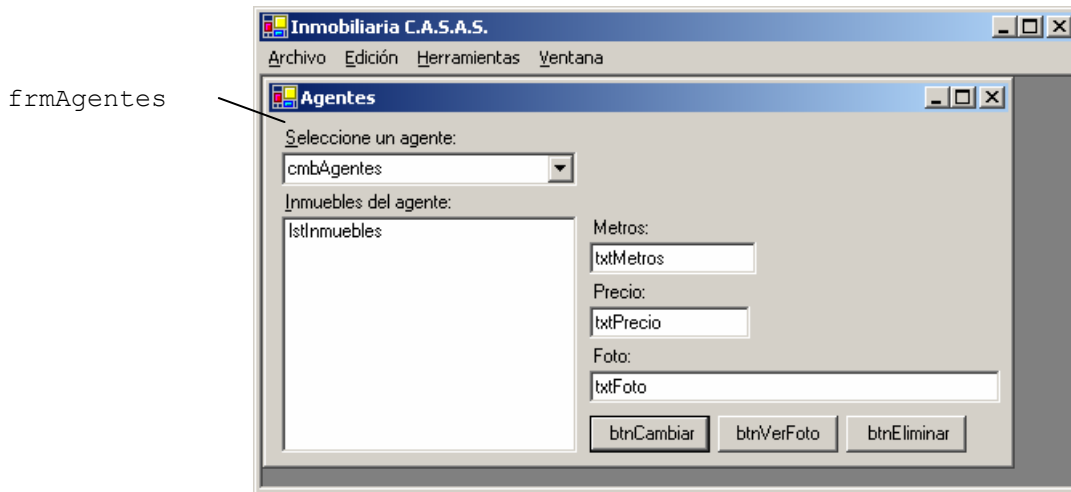 Inmobiliaria C.A.S.A.S.
Archivo Edición Herramientas Ventana
frmAgentes
Agentes
Seleccione un agente:
cmbAgentes
Inmuebles del agente:
lstInmuebles
Metros:
txtMetros
Precio:
txtPrecio
Foto:
txtFoto
btnCambiar btnVerFoto btnEliminar